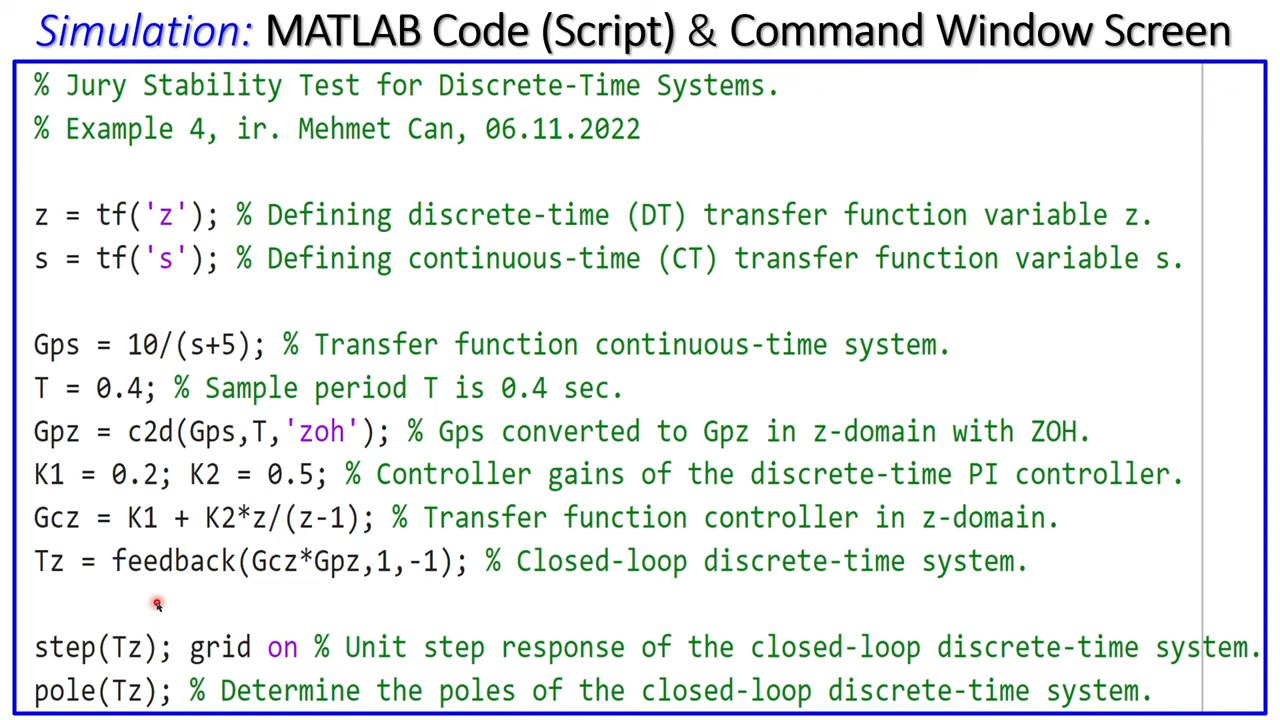 Simulation: MATLAB Code (Script) & Command Window Screen
% Jury Stability Test for Discrete-Time Systems.
% Example 4, ir. Mehmet Can, 06.11.2022
z = tf('z'); % Defining discrete-time (DT) transfer function variable z.
s = tf('s'); % Defining continuous-time (CT) transfer function variable s.
Gps = 10/(s+5); % Transfer function continuous-time system.
T = 0.4; % Sample period T is 0.4 sec.
Gpz = c2d(Gps,T,'zoh'); % Gps converted to Gpz in z-domain with ZOH.
K1 = 0.2; K2 = 0.5; % Controller gains of the discrete-time PI controller.
Gcz = K1 + K2*z/(z-1); % Transfer function controller in z-domain.
Tz = feedback(Gcz*Gpz,1,-1); % Closed-loop discrete-time system.
step(Tz); grid on % Unit step response of the closed-loop discrete-time system.
pole(Tz); % Determine the poles of the closed-loop discrete-time system.